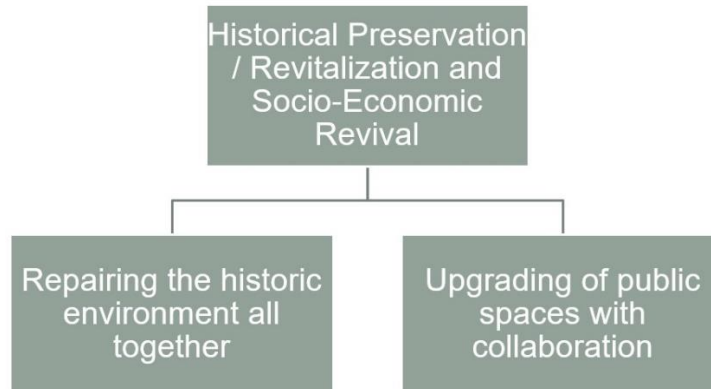 Historical Preservation
/ Revitalization and
Socio-Economic
Revival
Repairing the historic
environment all
together
Upgrading of public
spaces with
collaboration